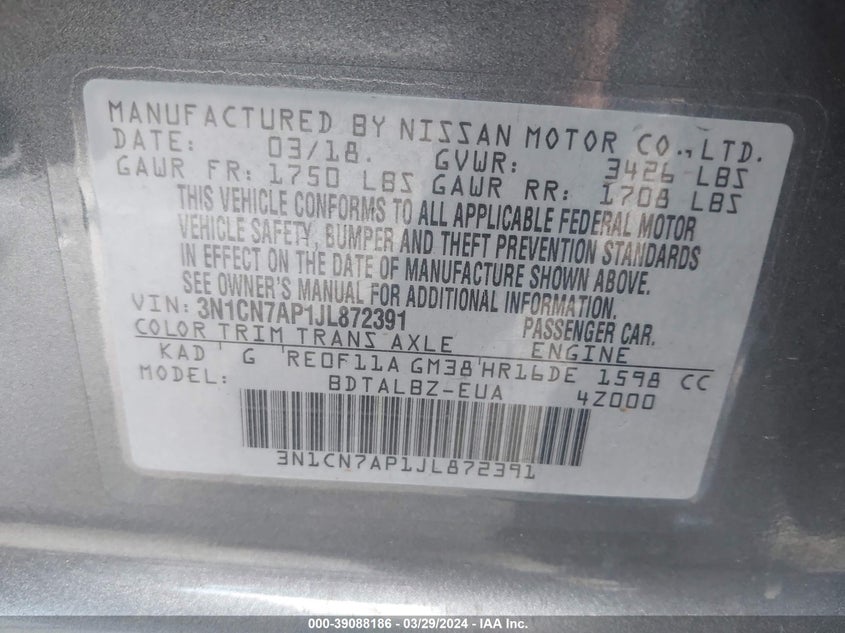 MANUFACTURED BY NISSAN MOTOR CO.,LTD.
DATE: 03/18. GVWR: 3426 LBS
GAWR FR: 1750 LBS GAWR RR: 1708 LBS
THIS VEHICLE CONFORMS TO ALL APPLICABLE FEDERAL MOTOR
VEHICLE SAFETY, BUMPER AND THEFT PREVENTION STANDARDS
IN EFFECT ON THE DATE OF MANUFACTURE SHOWN ABOVE.
SEE OWNER'S MANUAL FOR ADDITIONAL INFORMATION.
VIN: 3N1CN7AP1JL872391 PASSENGER CAR.
COLOR TRIM TRANS AXLE ENGINE
KAD G RE0F11A GM38 HR16DE 1598 CC
MODEL: BDTALBZ-EUA 4Z000
3N1CN7AP1JL872391
000-39088186 - 03/29/2024 - IAA Inc.